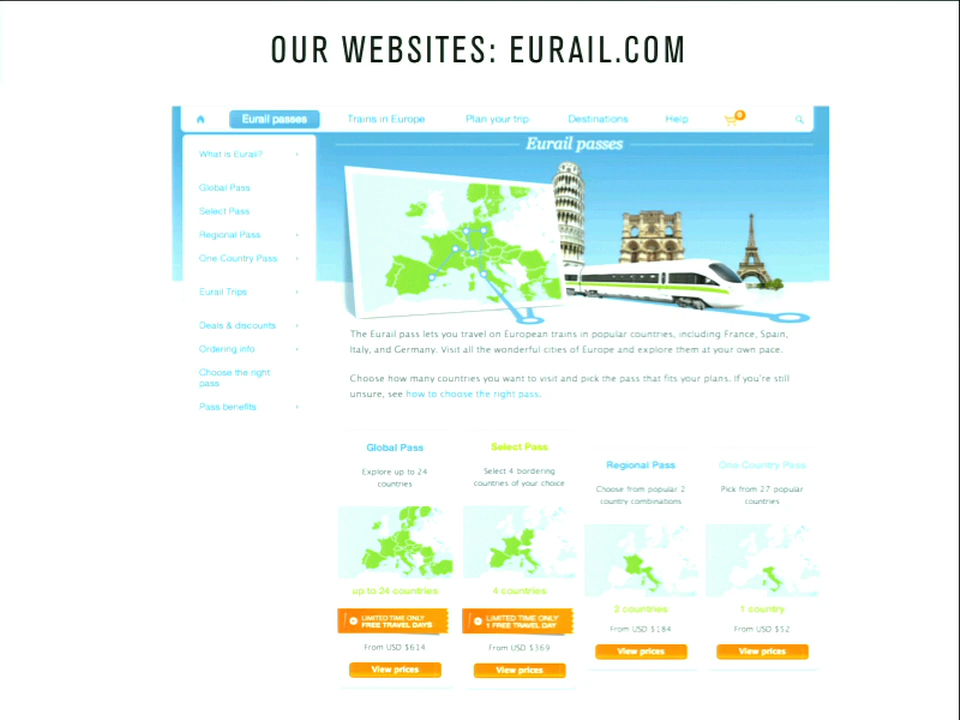 OUR WEBSITES: EURAIL.COM
Eurail passes
Trains in Europe
Plan your trip
Destinations
Help
0
Eurail passes
What is Eurail?
Global Pass
Select Pass
Regional Pass
One Country Pass
Eurail Trips
Deals & discounts
Ordering info
Choose the right
pass
Pass benefits
The Eurail pass lets you travel on European trains in popular countries, including France, Spain,
Italy, and Germany. Visit all the wonderful cities of Europe and explore them at your own pace.
Choose how many countries you want to visit and pick the pass that fits your plans. If you're still
unsure, see how to choose the right pass.
Global Pass
Explore up to 24
countries
up to 24 countries
LIMITED TIME ONLY
FREE TRAVEL DAYS
From USD $614
View prices
Select Pass
Select 4 bordering
countries of your choice
4 countries
LIMITED TIME ONLY
1 FREE TRAVEL DAY
From USD $369
View prices
Regional Pass
Choose from popular 2
country combinations
2 countries
From USD $184
View prices
One Country Pass
Pick from 27 popular
countries
1 country
From USD $52
View prices